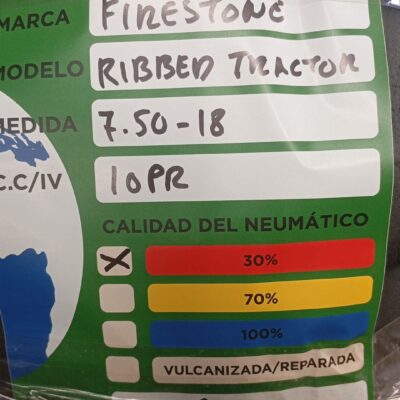 MARCA FIRESTONE
MODELO RIBBED TRACTOR
MEDIDA 7.50-18
C.C/IV 10PR
CALIDAD DEL NEUMÁTICO
X 30%
70%
100%
VULCANIZADA/REPARADA